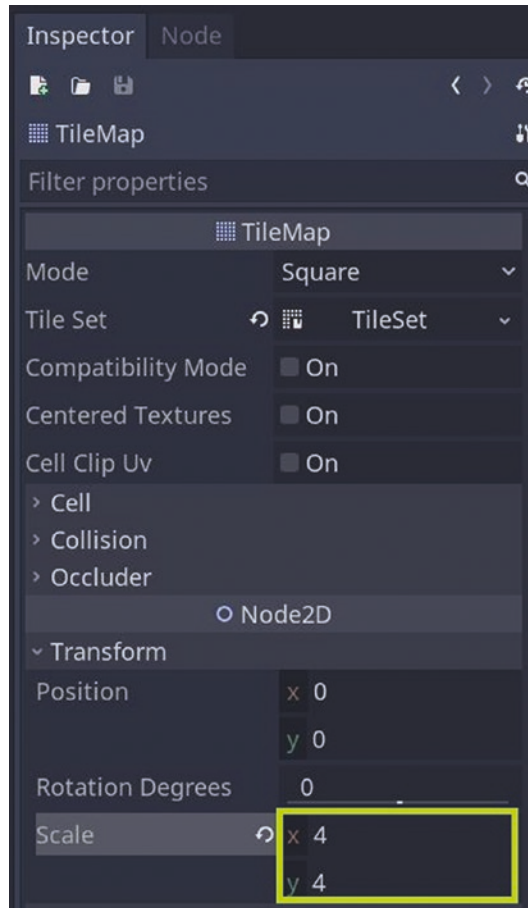 Inspector Node
TileMap
Filter properties
TileMap
Mode Square
Tile Set TileSet
Compatibility Mode On
Centered Textures On
Cell Clip Uv On
Cell
Collision
Occluder
Node2D
Transform
Position x 0
y 0
Rotation Degrees 0
Scale x 4
y 4